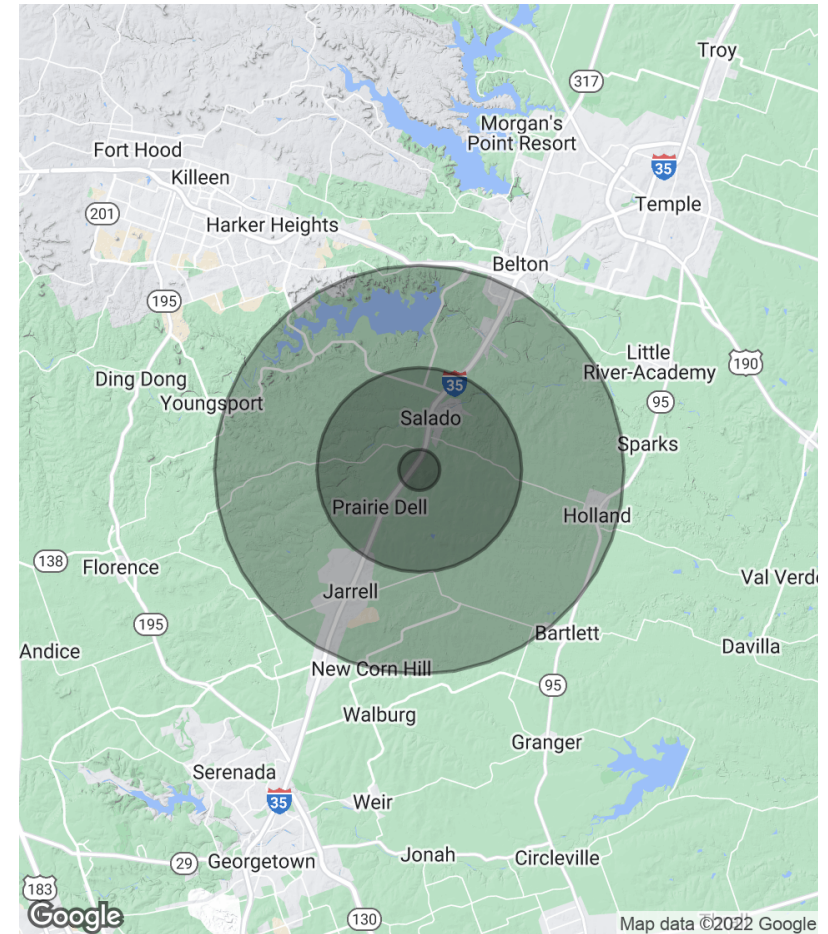 Troy
317
Morgan's
Point Resort
Fort Hood
35
Killeen
201
Temple
Harker Heights
Belton
195
Little
River-Academy
190
Ding Dong
35
95
Youngsport
Salado
Sparks
Prairie Dell
Holland
138
Florence
Val Verde
Jarrell
195
Bartlett
Andice
Davilla
New Corn Hill
95
Walburg
Granger
Serenada
35
Weir
Jonah
Circleville
29
Georgetown
183
130
Google
Map data ©2022 Google